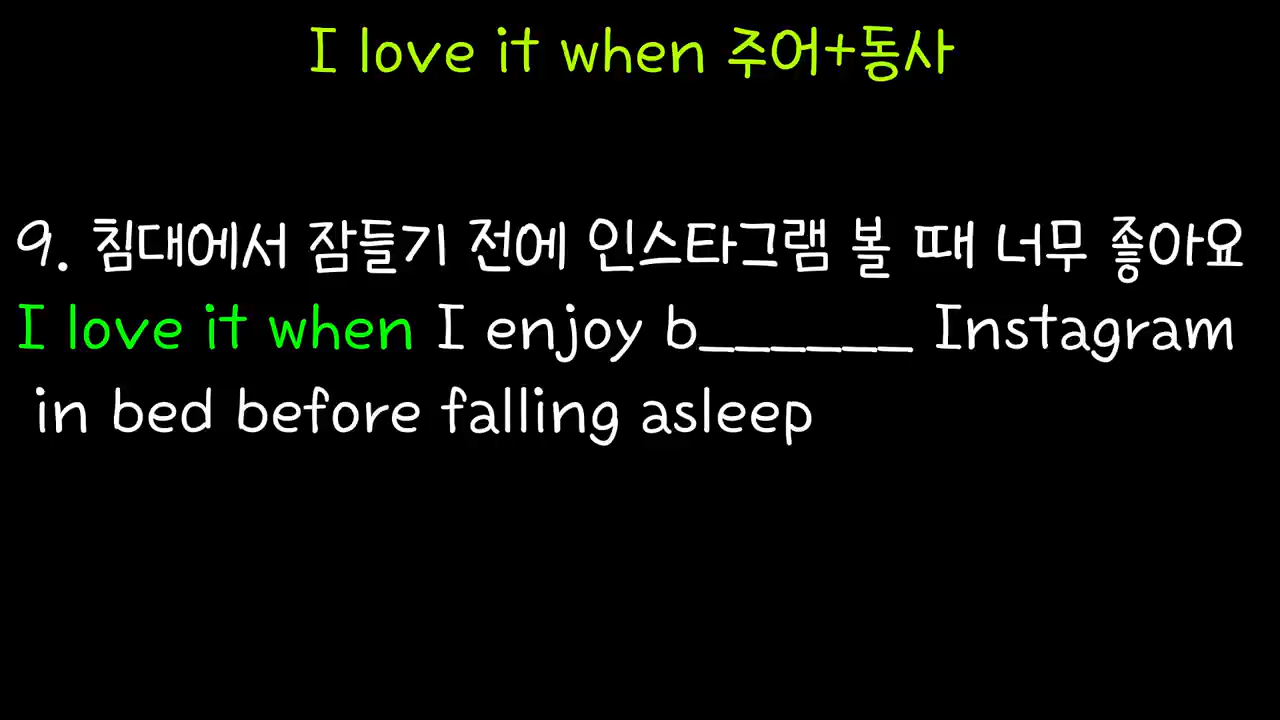 I love it when 주어+동사
9. 침대에서 잠들기 전에 인스타그램 볼 때 너무 좋아요
I love it when I enjoy b______ Instagram
in bed before falling asleep